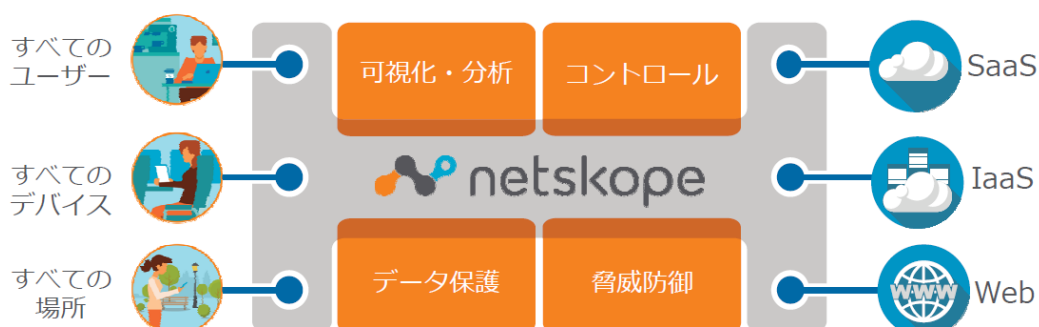 すべての
ユーザー
可視化・分析
コントロール
SaaS
すべての
デバイス
netskope
IaaS
すべての
場所
データ保護
脅威防御
www
Web